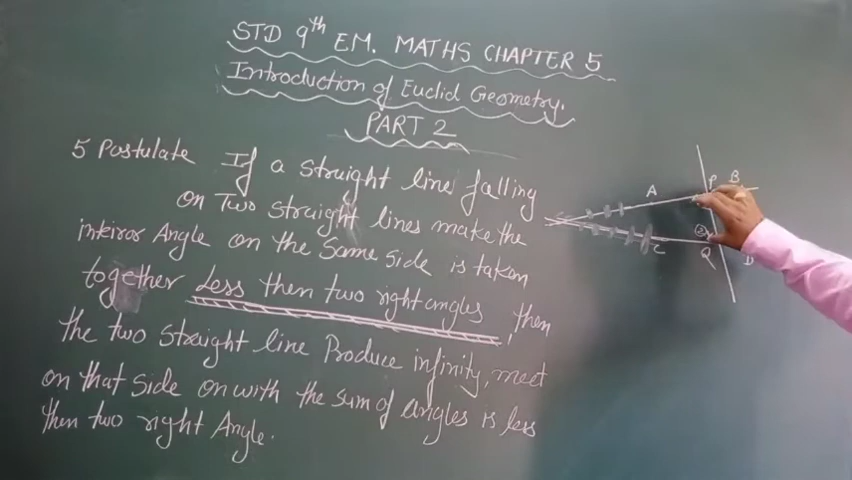 STD 9th EM. MATHS CHAPTER 5
Introduction of Euclid Geometry.
PART 2
5 Postulate If a straight line falling
on Two straight lines make the
inteiror Angle on the Same side is taken
together Less then two right angles, then
the two straight line Produce infinity, meet
on that side on with the sum of angles is less
then two right Angle.
A
P B
C
2
Q D